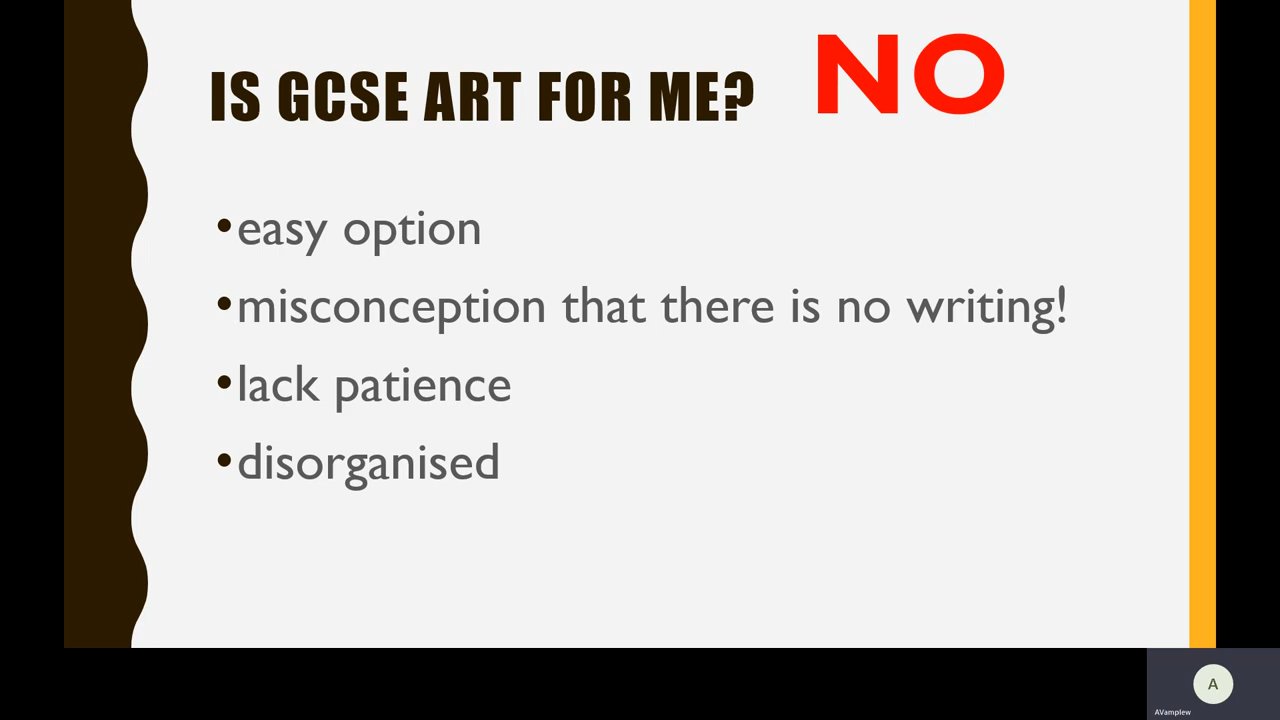 IS GCSE ART FOR ME? NO
•easy option
•misconception that there is no writing!
•lack patience
•disorganised
A
AVamplew